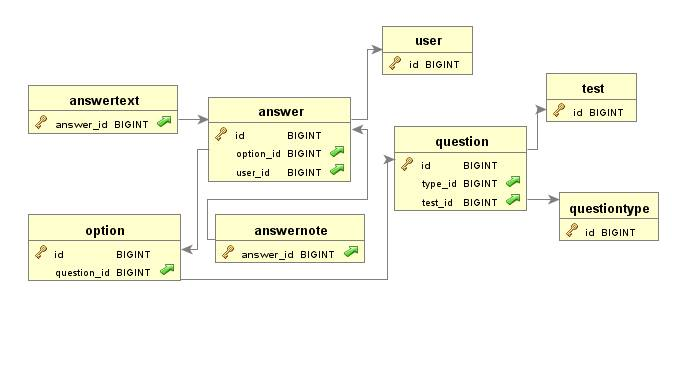 user
id BIGINT
answertext
answer_id BIGINT
answer
id BIGINT
option_id BIGINT
user_id BIGINT
test
id BIGINT
question
id BIGINT
type_id BIGINT
test_id BIGINT
questiontype
id BIGINT
option
id BIGINT
question_id BIGINT
answernote
answer_id BIGINT